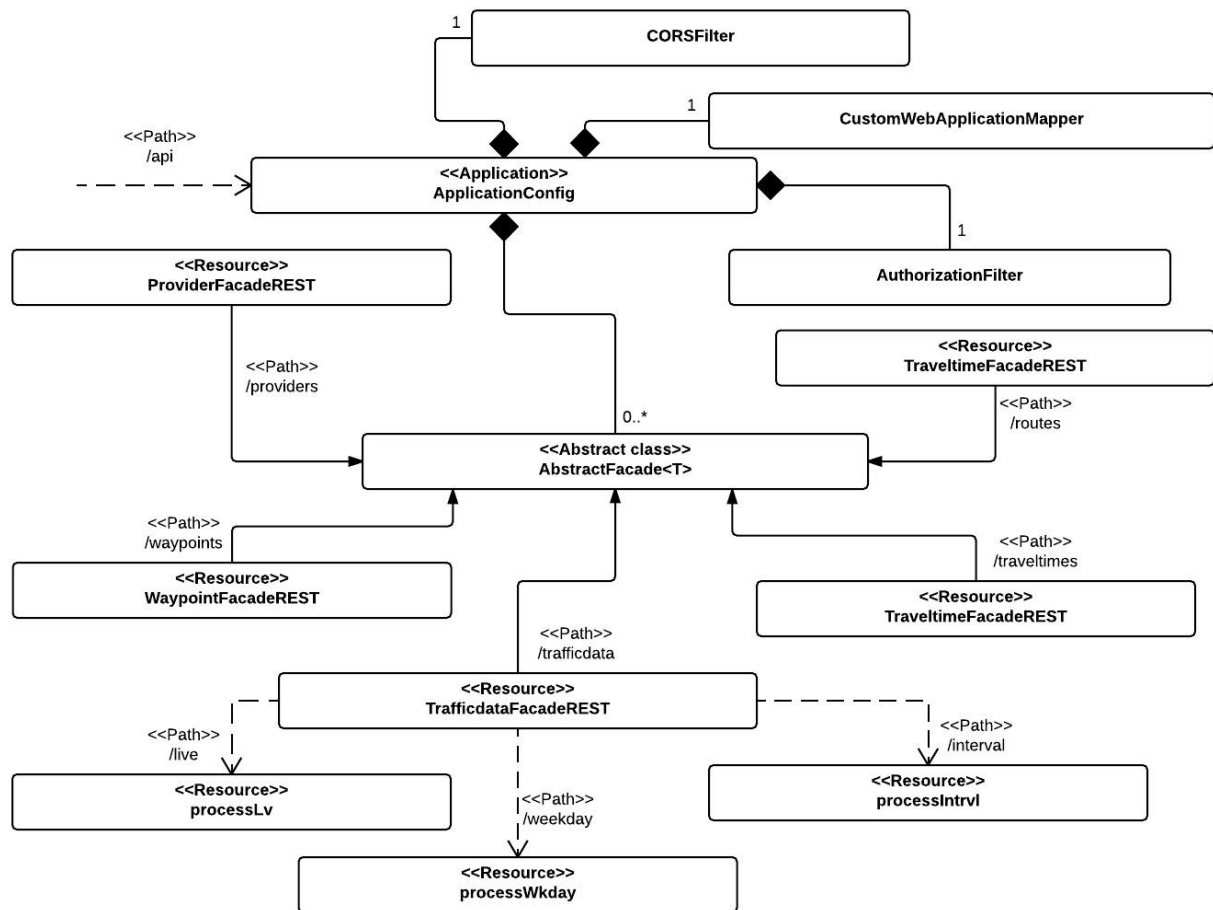 1
CORSFilter
1
CustomWebApplicationMapper
<<Path>>
/api
<<Application>>
ApplicationConfig
1
AuthorizationFilter
<<Resource>>
ProviderFacadeREST
<<Path>>
/providers
<<Resource>>
TraveltimeFacadeREST
<<Path>>
/routes
0..*
<<Abstract class>>
AbstractFacade<T>
<<Path>>
/waypoints
<<Resource>>
WaypointFacadeREST
<<Path>>
/traveltimes
<<Resource>>
TraveltimeFacadeREST
<<Path>>
/trafficdata
<<Resource>>
TrafficdataFacadeREST
<<Path>>
/live
<<Resource>>
processLv
<<Path>>
/weekday
<<Resource>>
processWkday
<<Path>>
/interval
<<Resource>>
processIntrvl